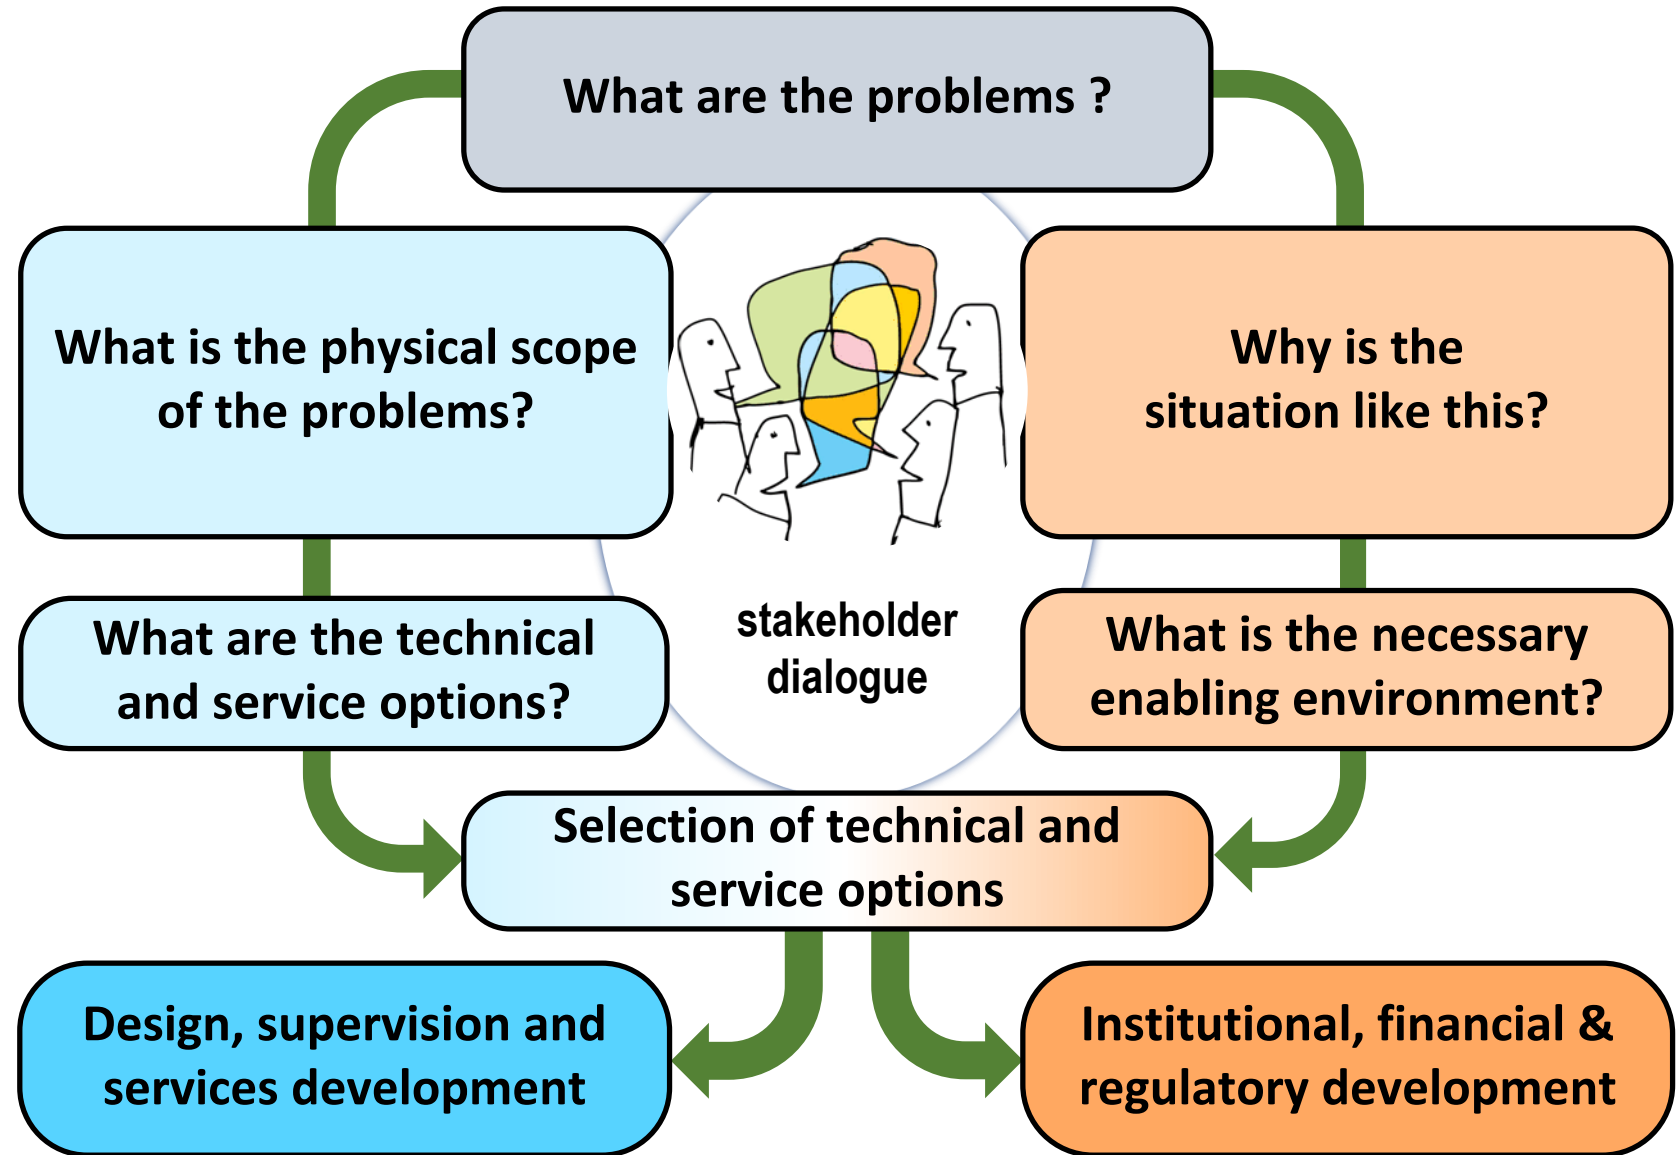 What are the problems ?
What is the physical scope
of the problems?
Why is the
situation like this?
stakeholder
dialogue
What are the technical
and service options?
What is the necessary
enabling environment?
Selection of technical and
service options
Design, supervision and
services development
Institutional, financial &
regulatory development